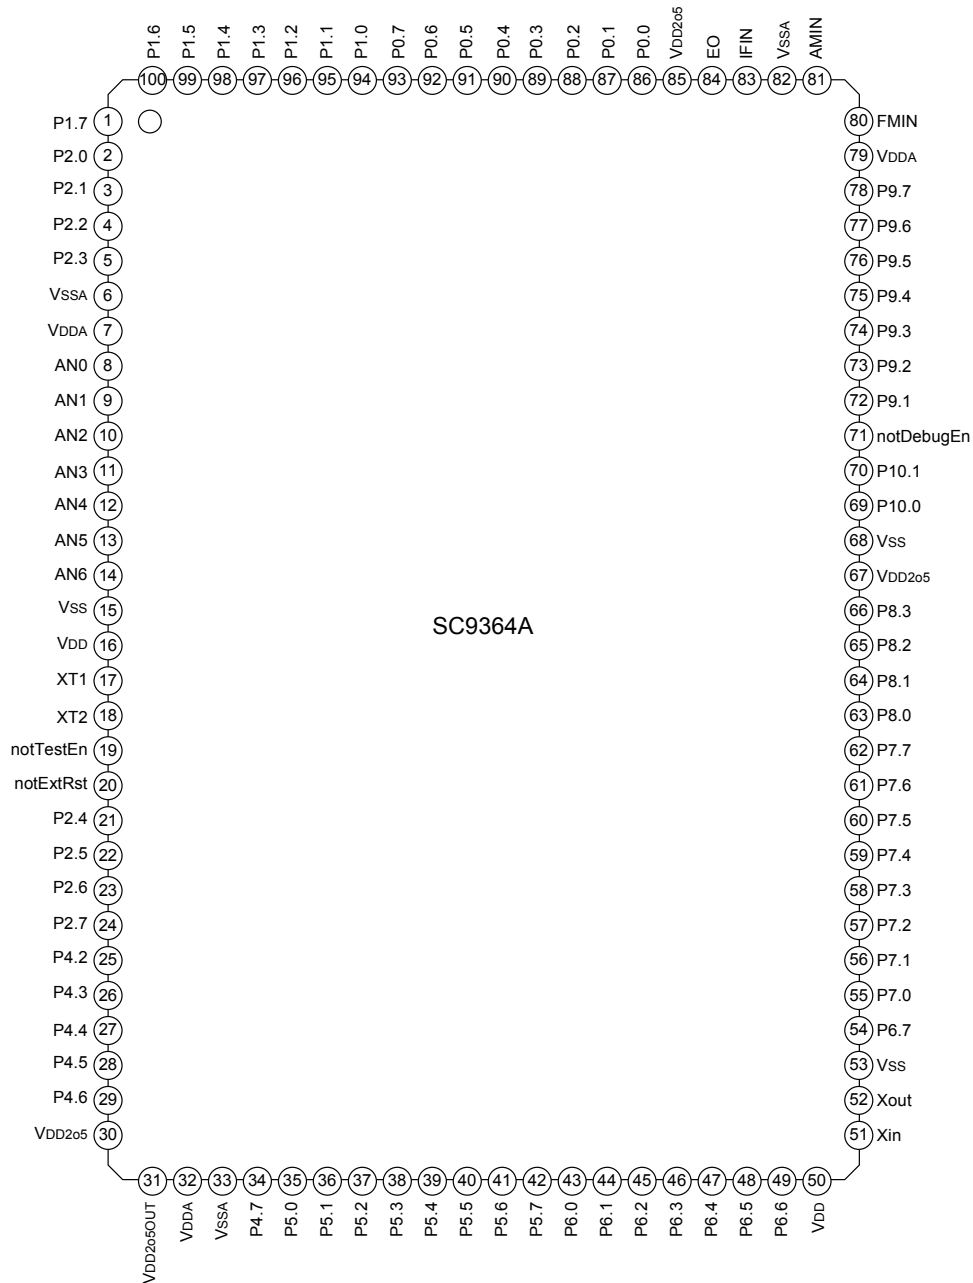 P1.6 P1.5 P1.4 P1.3 P1.2 P1.1 P1.0 P0.7 P0.6 P0.5 P0.4 P0.3 P0.2 P0.1 P0.0 VDD2o5 EO IFIN VSSA AMIN
100 99 98 97 96 95 94 93 92 91 90 89 88 87 86 85 84 83 82 81
P1.7 1 80 FMIN
P2.0 2 79 VDDA
P2.1 3 78 P9.7
P2.2 4 77 P9.6
P2.3 5 76 P9.5
VSSA 6 75 P9.4
VDDA 7 74 P9.3
AN0 8 73 P9.2
AN1 9 72 P9.1
AN2 10 71 notDebugEn
AN3 11 70 P10.1
AN4 12 69 P10.0
AN5 13 68 VSS
AN6 14 67 VDD2o5
VSS 15 66 P8.3
SC9364A
VDD 16 65 P8.2
XT1 17 64 P8.1
XT2 18 63 P8.0
notTestEn 19 62 P7.7
notExtRst 20 61 P7.6
P2.4 21 60 P7.5
P2.5 22 59 P7.4
P2.6 23 58 P7.3
P2.7 24 57 P7.2
P4.2 25 56 P7.1
P4.3 26 55 P7.0
P4.4 27 54 P6.7
P4.5 28 53 VSS
P4.6 29 52 Xout
VDD2o5 30 51 Xin
31 32 33 34 35 36 37 38 39 40 41 42 43 44 45 46 47 48 49 50
VDD2o5OUT VDDA VSSA P4.7 P5.0 P5.1 P5.2 P5.3 P5.4 P5.5 P5.6 P5.7 P6.0 P6.1 P6.2 P6.3 P6.4 P6.5 P6.6 VDD